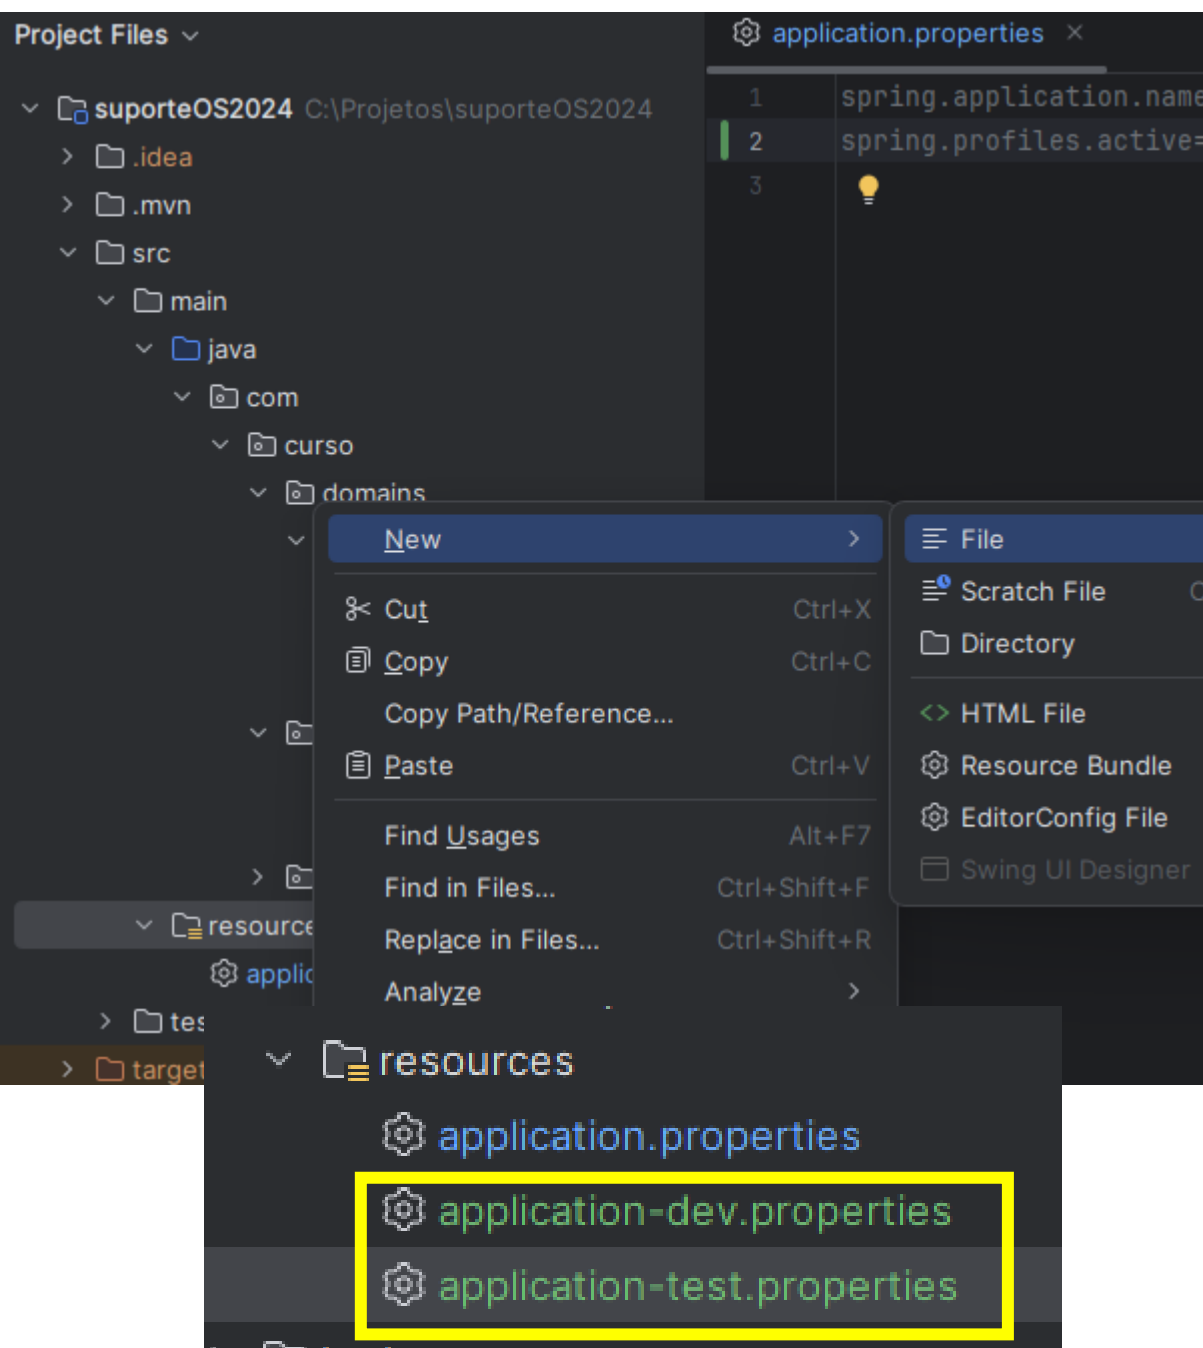 Project Files
application.properties
suporteOS2024 C:\Projetos\suporteOS2024
.idea
.mvn
src
main
java
com
curso
domains
1 spring.application.name
2 spring.profiles.active=
3
New
Cut Ctrl+X
Copy Ctrl+C
Copy Path/Reference...
Paste Ctrl+V
Find Usages Alt+F7
Find in Files... Ctrl+Shift+F
Replace in Files... Ctrl+Shift+R
Analyze
File
Scratch File
Directory
HTML File
Resource Bundle
EditorConfig File
Swing UI Designer
target
resources
application.properties
application-dev.properties
application-test.properties